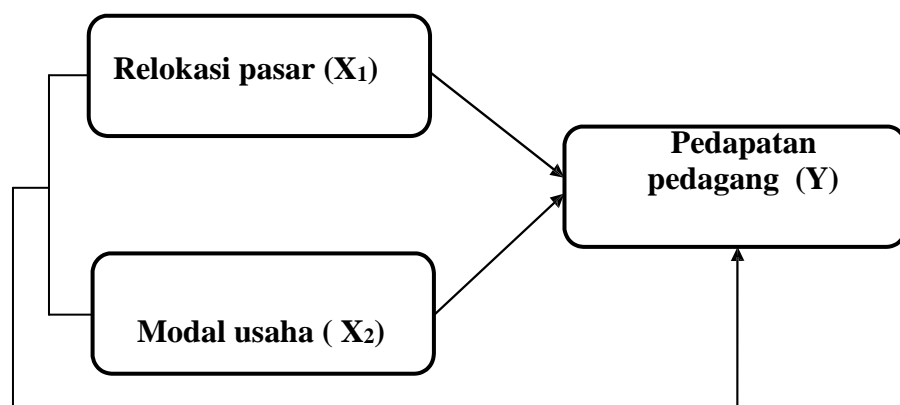 Relokasi pasar (X₁)
Pedapatan
pedagang (Y)
Modal usaha ( X₂)